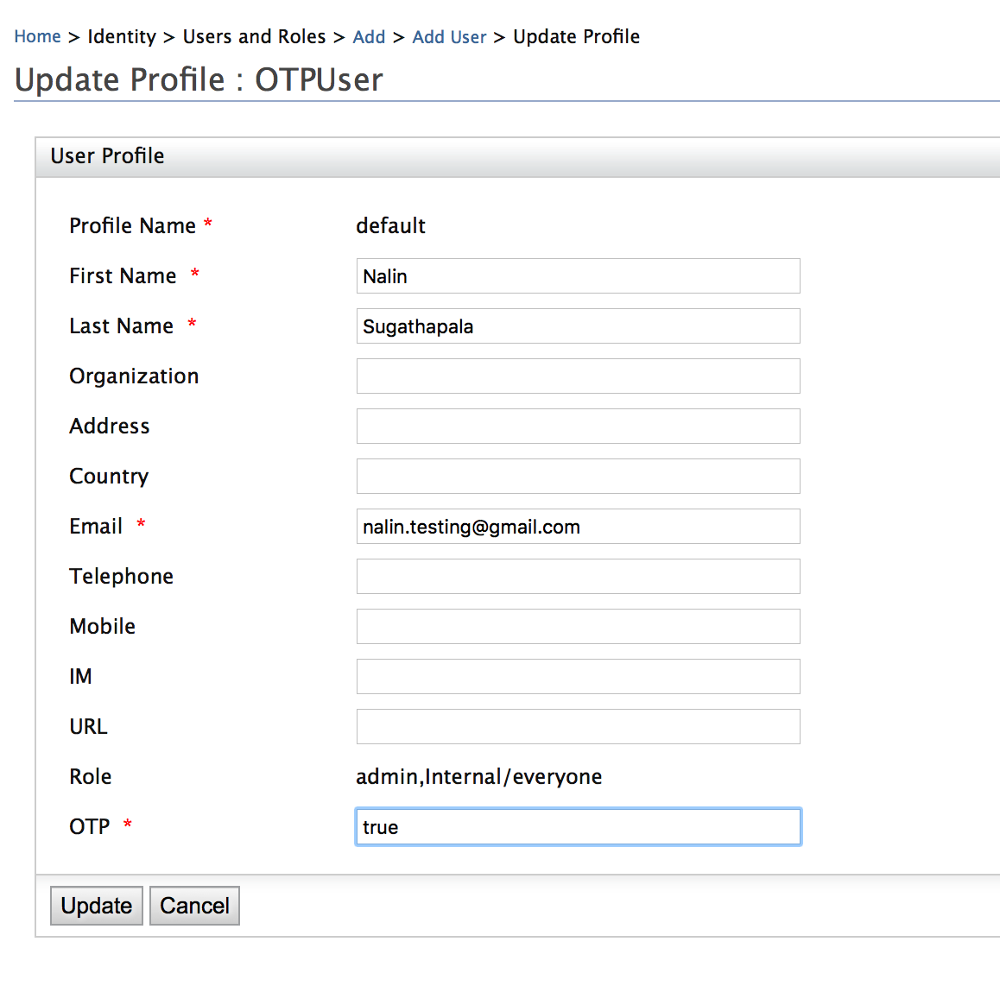 Home > Identity > Users and Roles > Add > Add User > Update Profile
Update Profile : OTPUser
User Profile
Profile Name * default
First Name * Nalin
Last Name * Sugathapala
Organization
Address
Country
Email * nalin.testing@gmail.com
Telephone
Mobile
IM
URL
Role admin,Internal/everyone
OTP * true
Update Cancel